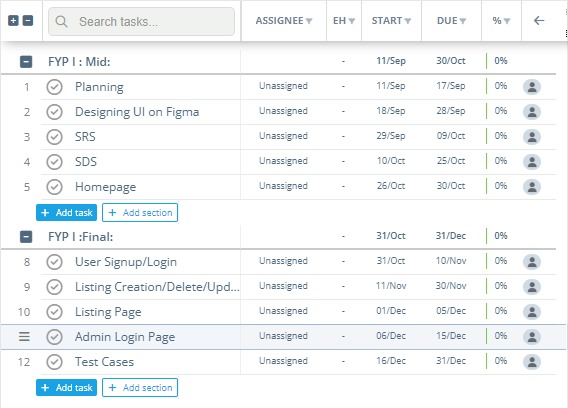 Search tasks... ASSIGNEE EH START DUE %
FYP I : Mid: - 11/Sep 30/Oct 0%
1 Planning Unassigned - 11/Sep 17/Sep 0%
2 Designing UI on Figma Unassigned - 18/Sep 28/Sep 0%
3 SRS Unassigned - 29/Sep 09/Oct 0%
4 SDS Unassigned - 10/Oct 25/Oct 0%
5 Homepage Unassigned - 26/Oct 30/Oct 0%
+ Add task + Add section
FYP I :Final: - 31/Oct 31/Dec 0%
8 User Signup/Login Unassigned - 31/Oct 10/Nov 0%
9 Listing Creation/Delete/Upd... Unassigned - 11/Nov 30/Nov 0%
10 Listing Page Unassigned - 01/Dec 05/Dec 0%
Admin Login Page Unassigned - 06/Dec 15/Dec 0%
12 Test Cases Unassigned - 16/Dec 31/Dec 0%
+ Add task + Add section